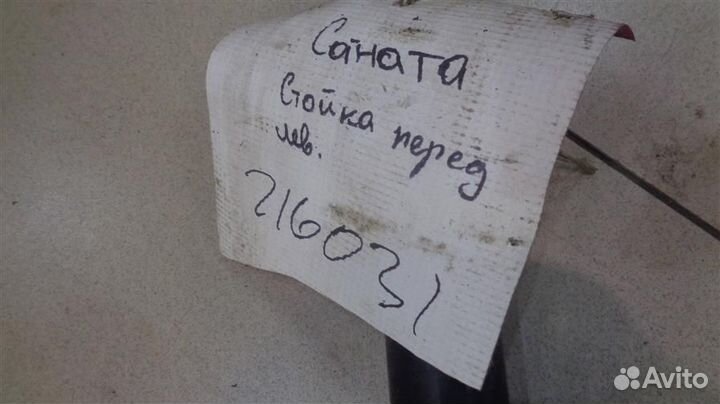 Саната
Стойка перед
лев.
216031
Avito